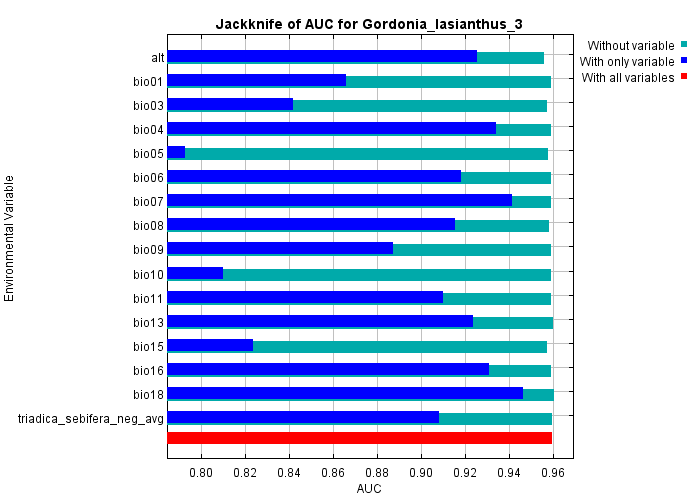 Jackknife of AUC for Gordonia_lasianthus_3
Without variable
With only variable
With all variables
Environmental Variable
alt
bio01
bio03
bio04
bio05
bio06
bio07
bio08
bio09
bio10
bio11
bio13
bio15
bio16
bio18
triadica_sebifera_neg_avg
0.80 0.82 0.84 0.86 0.88 0.90 0.92 0.94 0.96
AUC